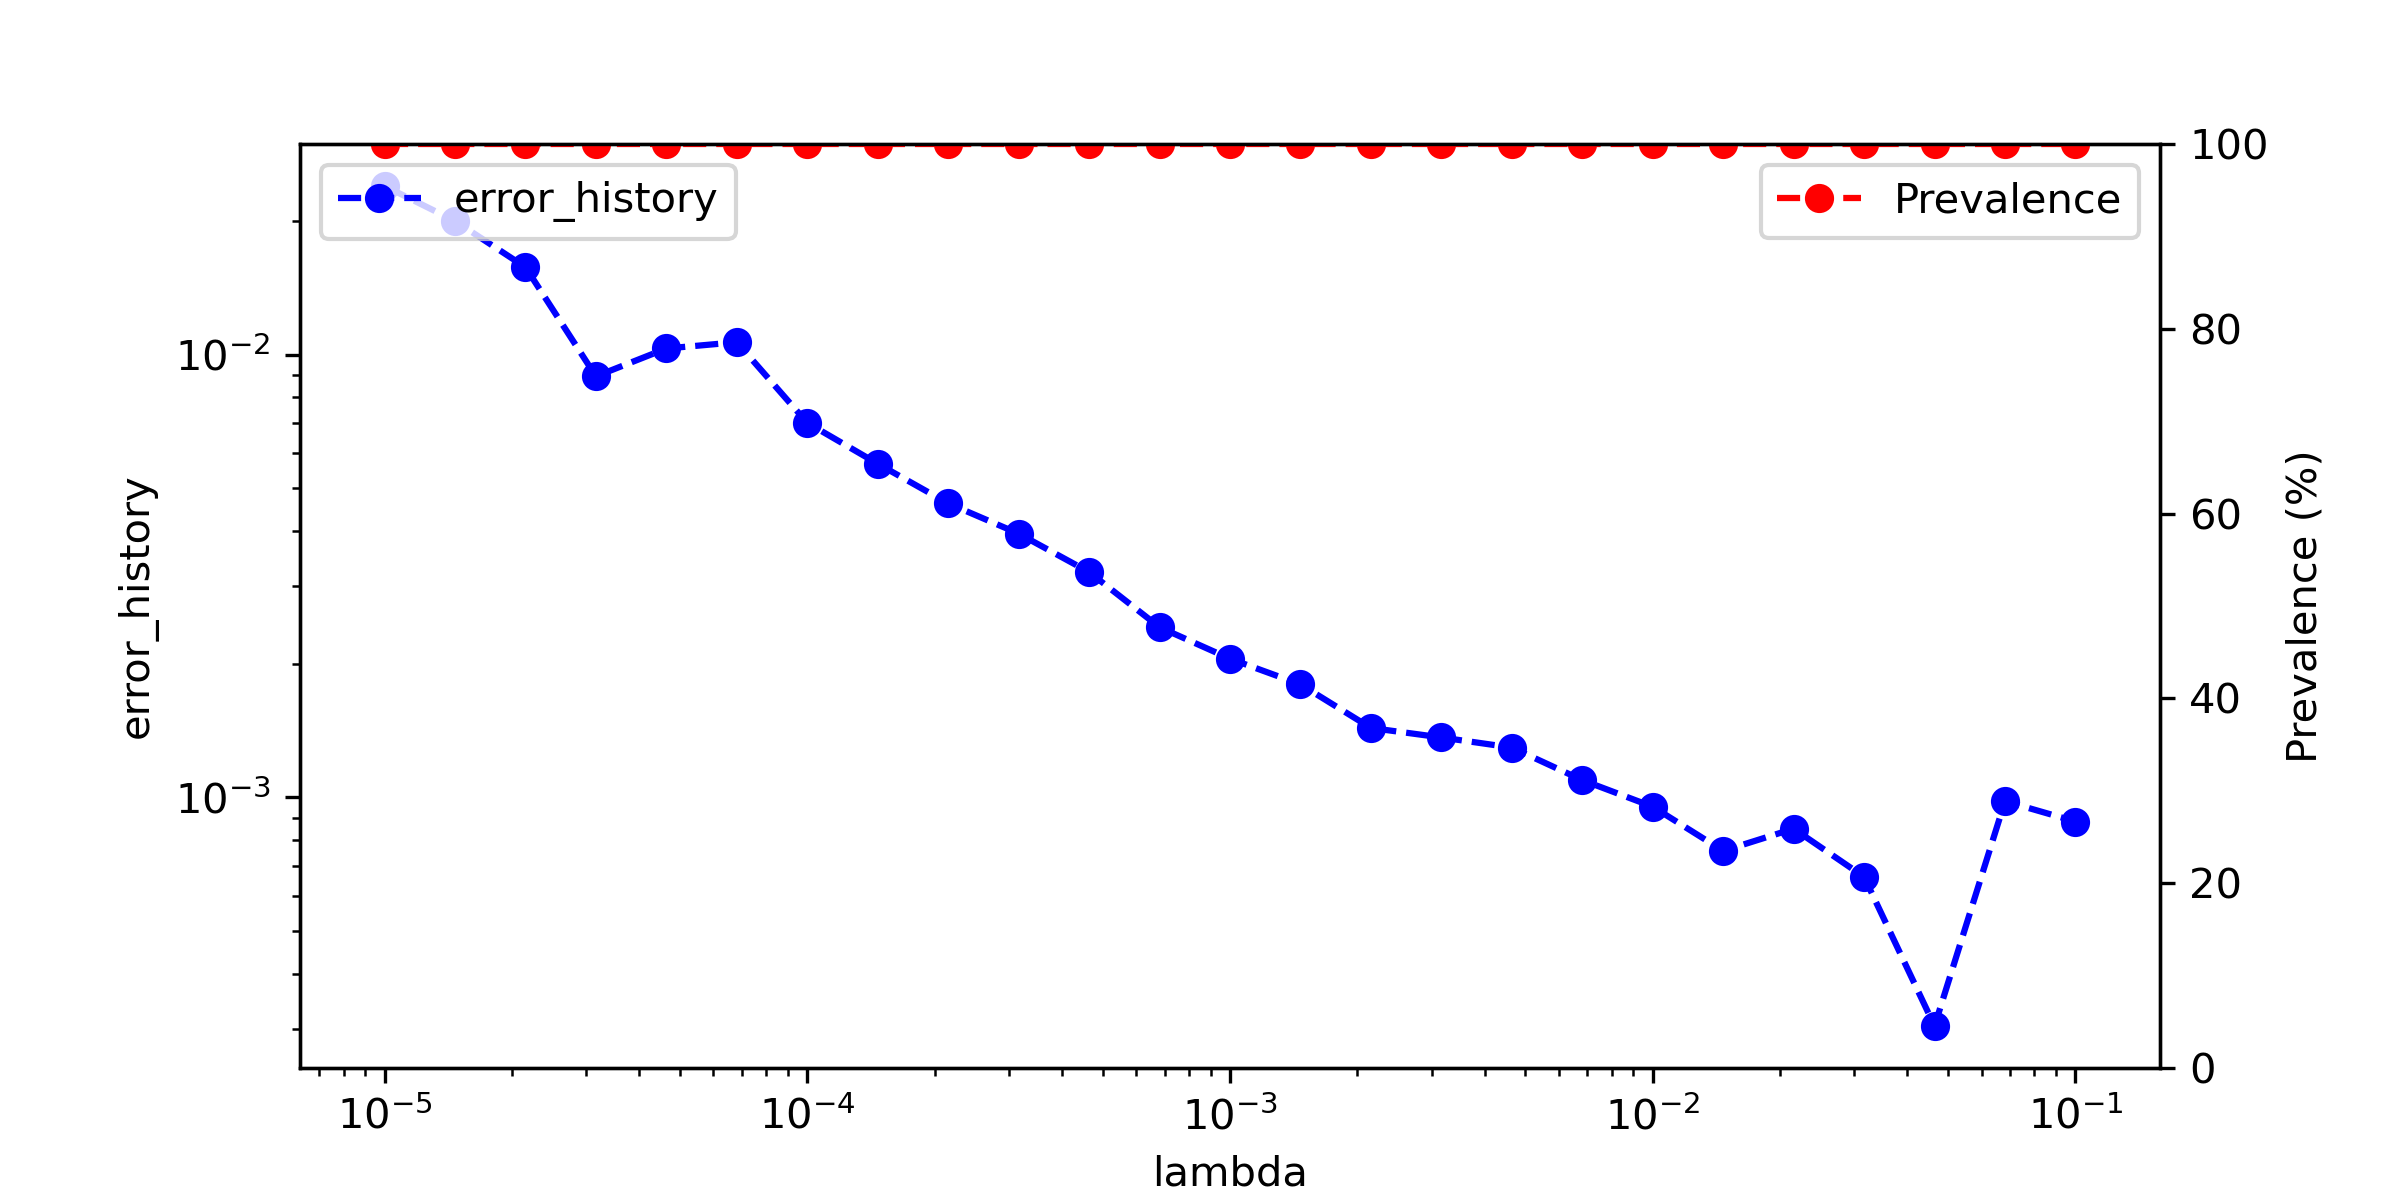 error_history
Prevalence
10⁻²
10⁻³
error_history
100
80
60
40
20
0
Prevalence (%)
10⁻⁵
10⁻⁴
10⁻³
10⁻²
10⁻¹
lambda